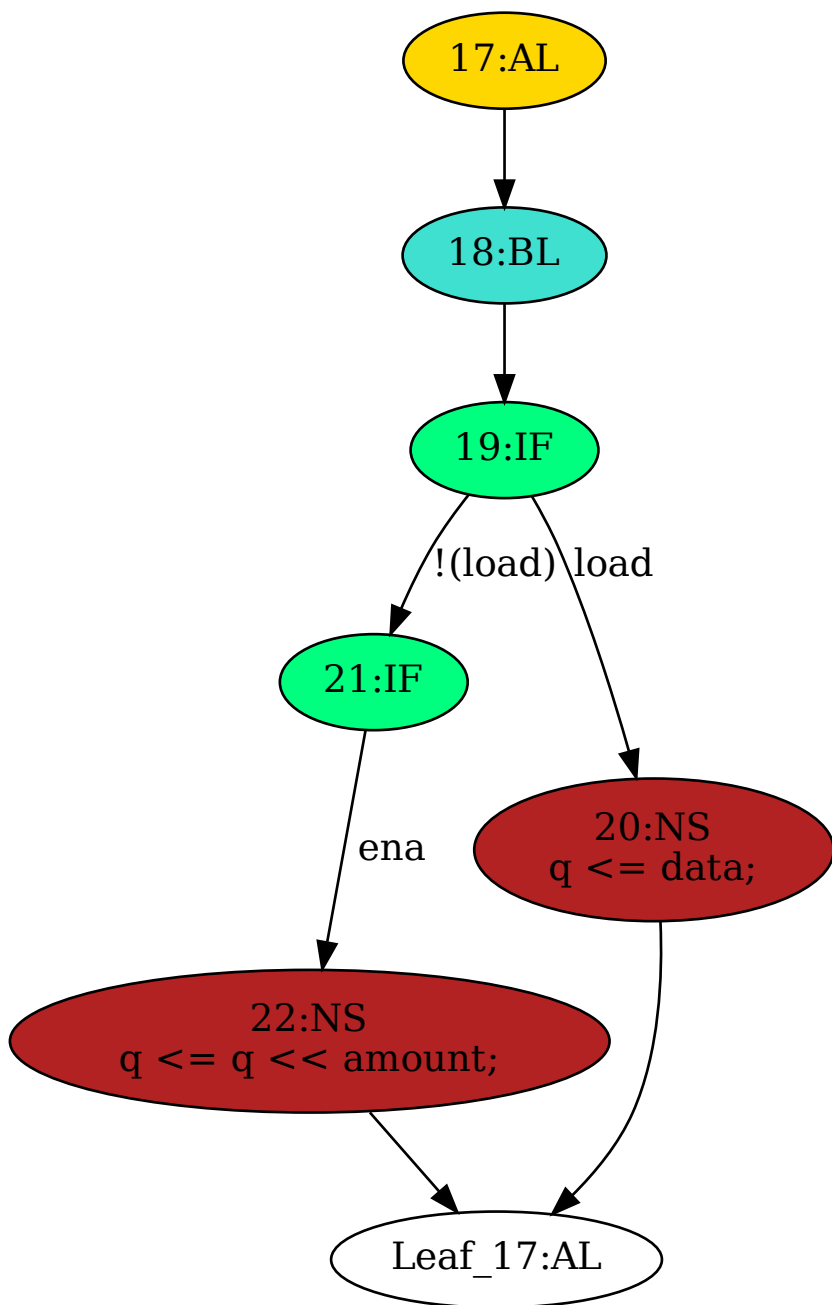 17:AL
18:BL
19:IF
!(load)
load
21:IF
20:NS
q <= data;
ena
22:NS
q <= q << amount;
Leaf_17:AL